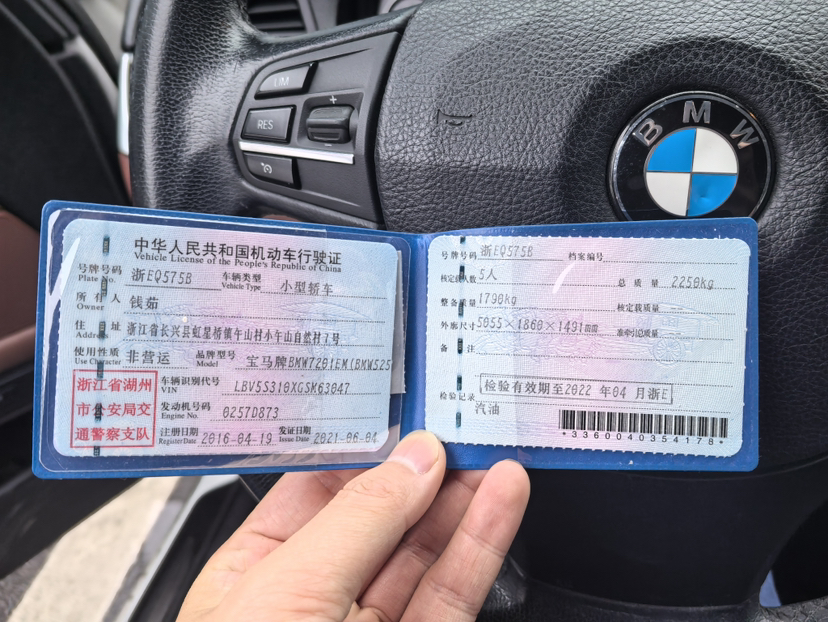 LIM
RES
+
BMW
中华人民共和国机动车行驶证
Vehicle License of the People's Republic of China
号牌号码 Plate No. 浙EQ575B 车辆类型 Vehicle Type 小型轿车
所有人 Owner 钱茹
住址 Address 浙江省长兴县虹星桥镇午山村小午山自然村7号
使用性质 Use Character 非营运 品牌型号 Model 宝马牌BMW7201EM(BMW525
浙江省湖州
市公安局交
通警察支队
车辆识别代号 VIN LBV5S310XGSK63047
发动机号码 Engine No. 0257D873
注册日期 Register Date 2016-04-19 发证日期 Issue Date 2021-06-04
号牌号码 浙EQ575B 档案编号
核定载人数 5人 总质量 2250kg
整备质量 1790kg 核定载质量
外廓尺寸 5055×1860×1491mm 准牵引总质量
备注
检验有效期至2022年04月浙E
检验记录
汽油
*3360040354178*